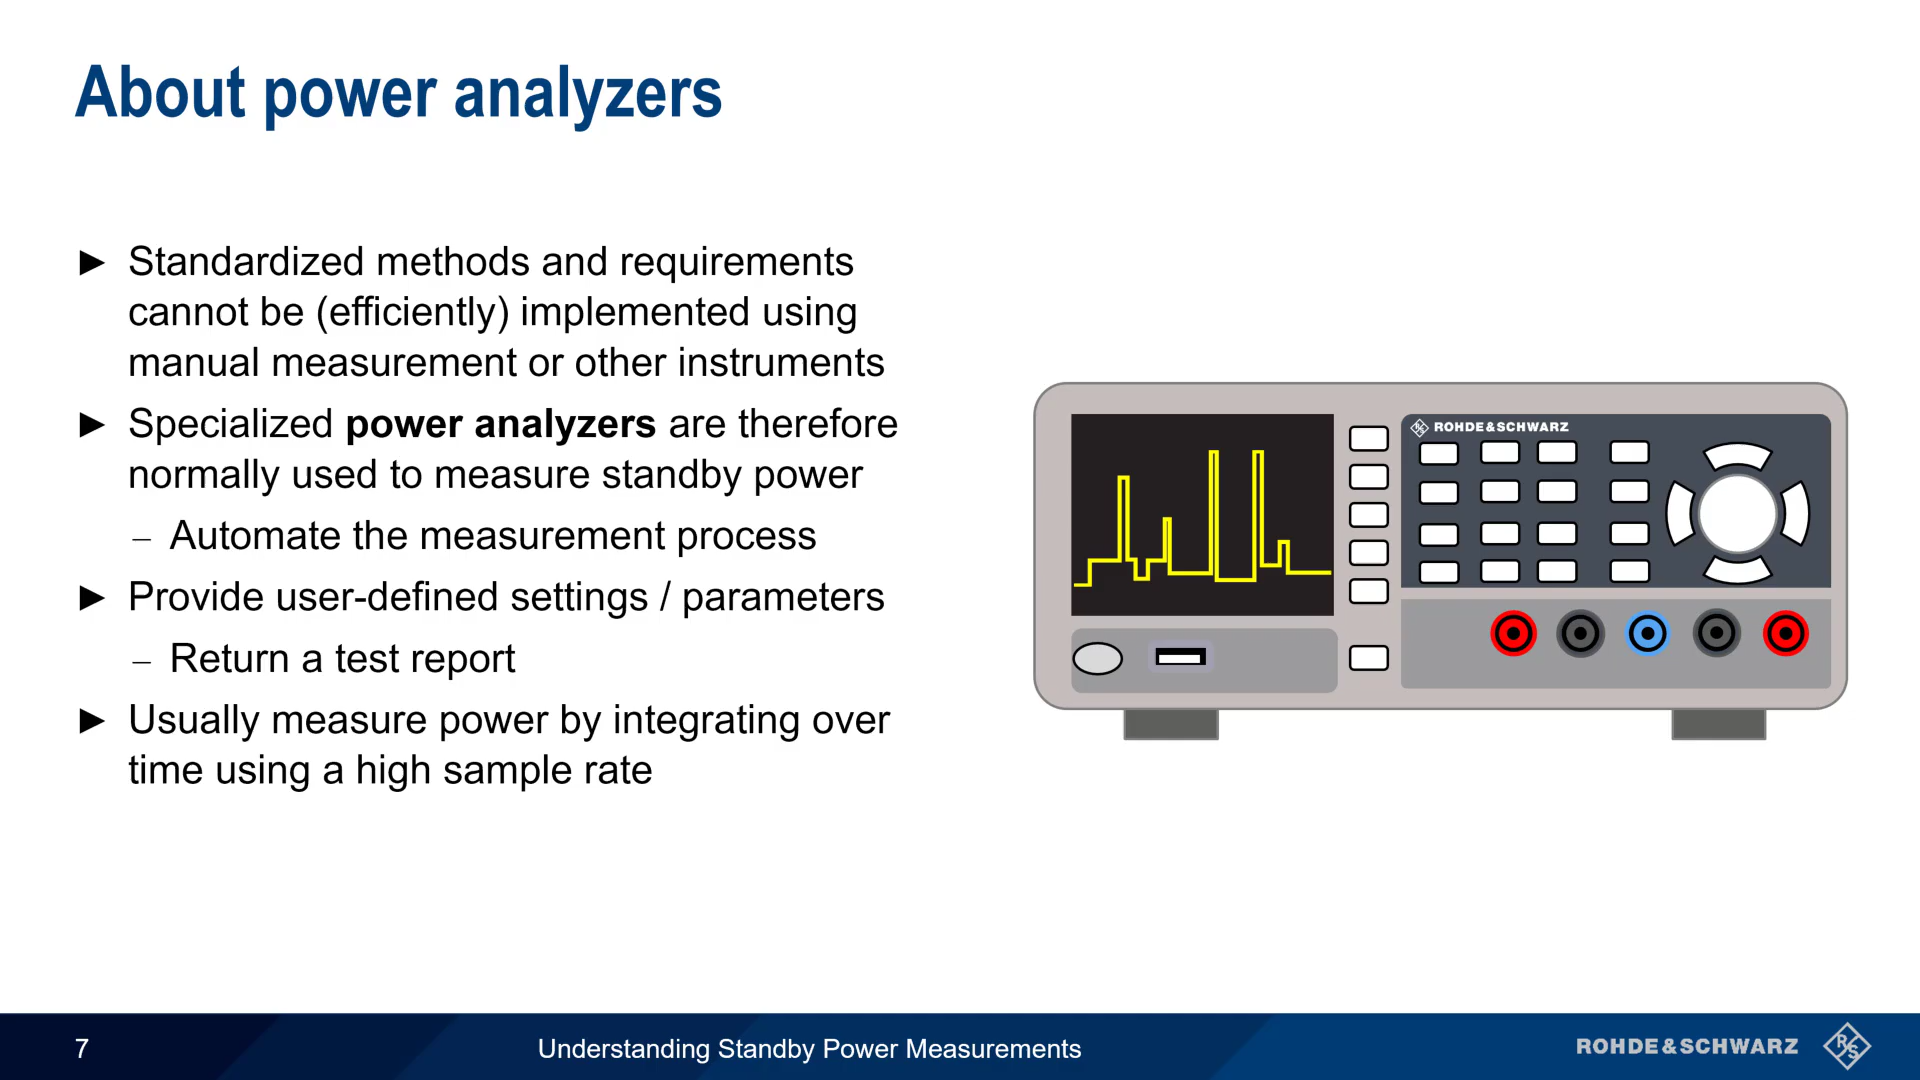 About power analyzers
► Standardized methods and requirements
cannot be (efficiently) implemented using
manual measurement or other instruments
► Specialized power analyzers are therefore
normally used to measure standby power
– Automate the measurement process
► Provide user-defined settings / parameters
– Return a test report
► Usually measure power by integrating over
time using a high sample rate
ROHDE&SCHWARZ
7
Understanding Standby Power Measurements
ROHDE&SCHWARZ
R&S